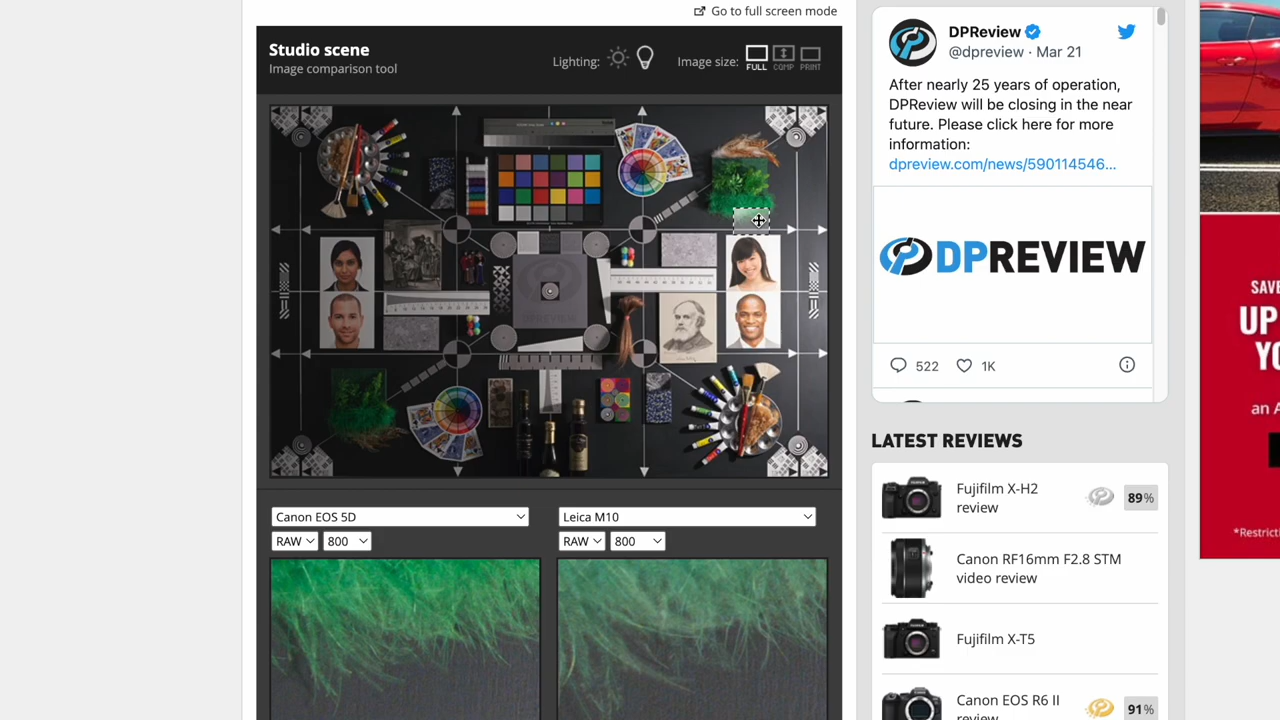 Go to full screen mode
Studio scene
Image comparison tool
Lighting:
Image size:
FULL
COMP
PRINT
DPREVIEW
Canon EOS 5D
Leica M10
RAW
800
RAW
800
DPReview
@dpreview · Mar 21
After nearly 25 years of operation,
DPReview will be closing in the near
future. Please click here for more
information:
dpreview.com/news/590114546...
DPREVIEW
522
1K
LATEST REVIEWS
Fujifilm X-H2
review
89%
Canon RF16mm F2.8 STM
video review
Fujifilm X-T5
Canon EOS R6 II
review
91%
SAVE
UP
YO
an A
*Restricti